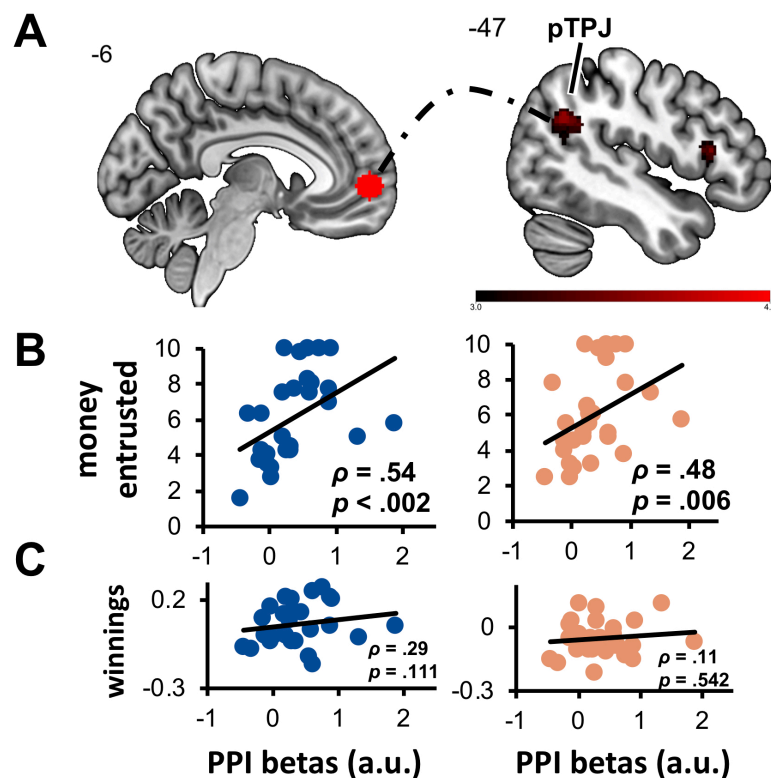 A
-6
-47
pTPJ
3.0
4.
B
money
entrusted
10
8
6
4
2
0
-1
0
1
2
ρ = .54
p < .002
10
8
6
4
2
0
-1
0
1
2
ρ = .48
p = .006
C
winnings
0.2
-0.3
-1
0
1
2
ρ = .29
p = .111
PPI betas (a.u.)
0
-0.3
-1
0
1
2
ρ = .11
p = .542
PPI betas (a.u.)